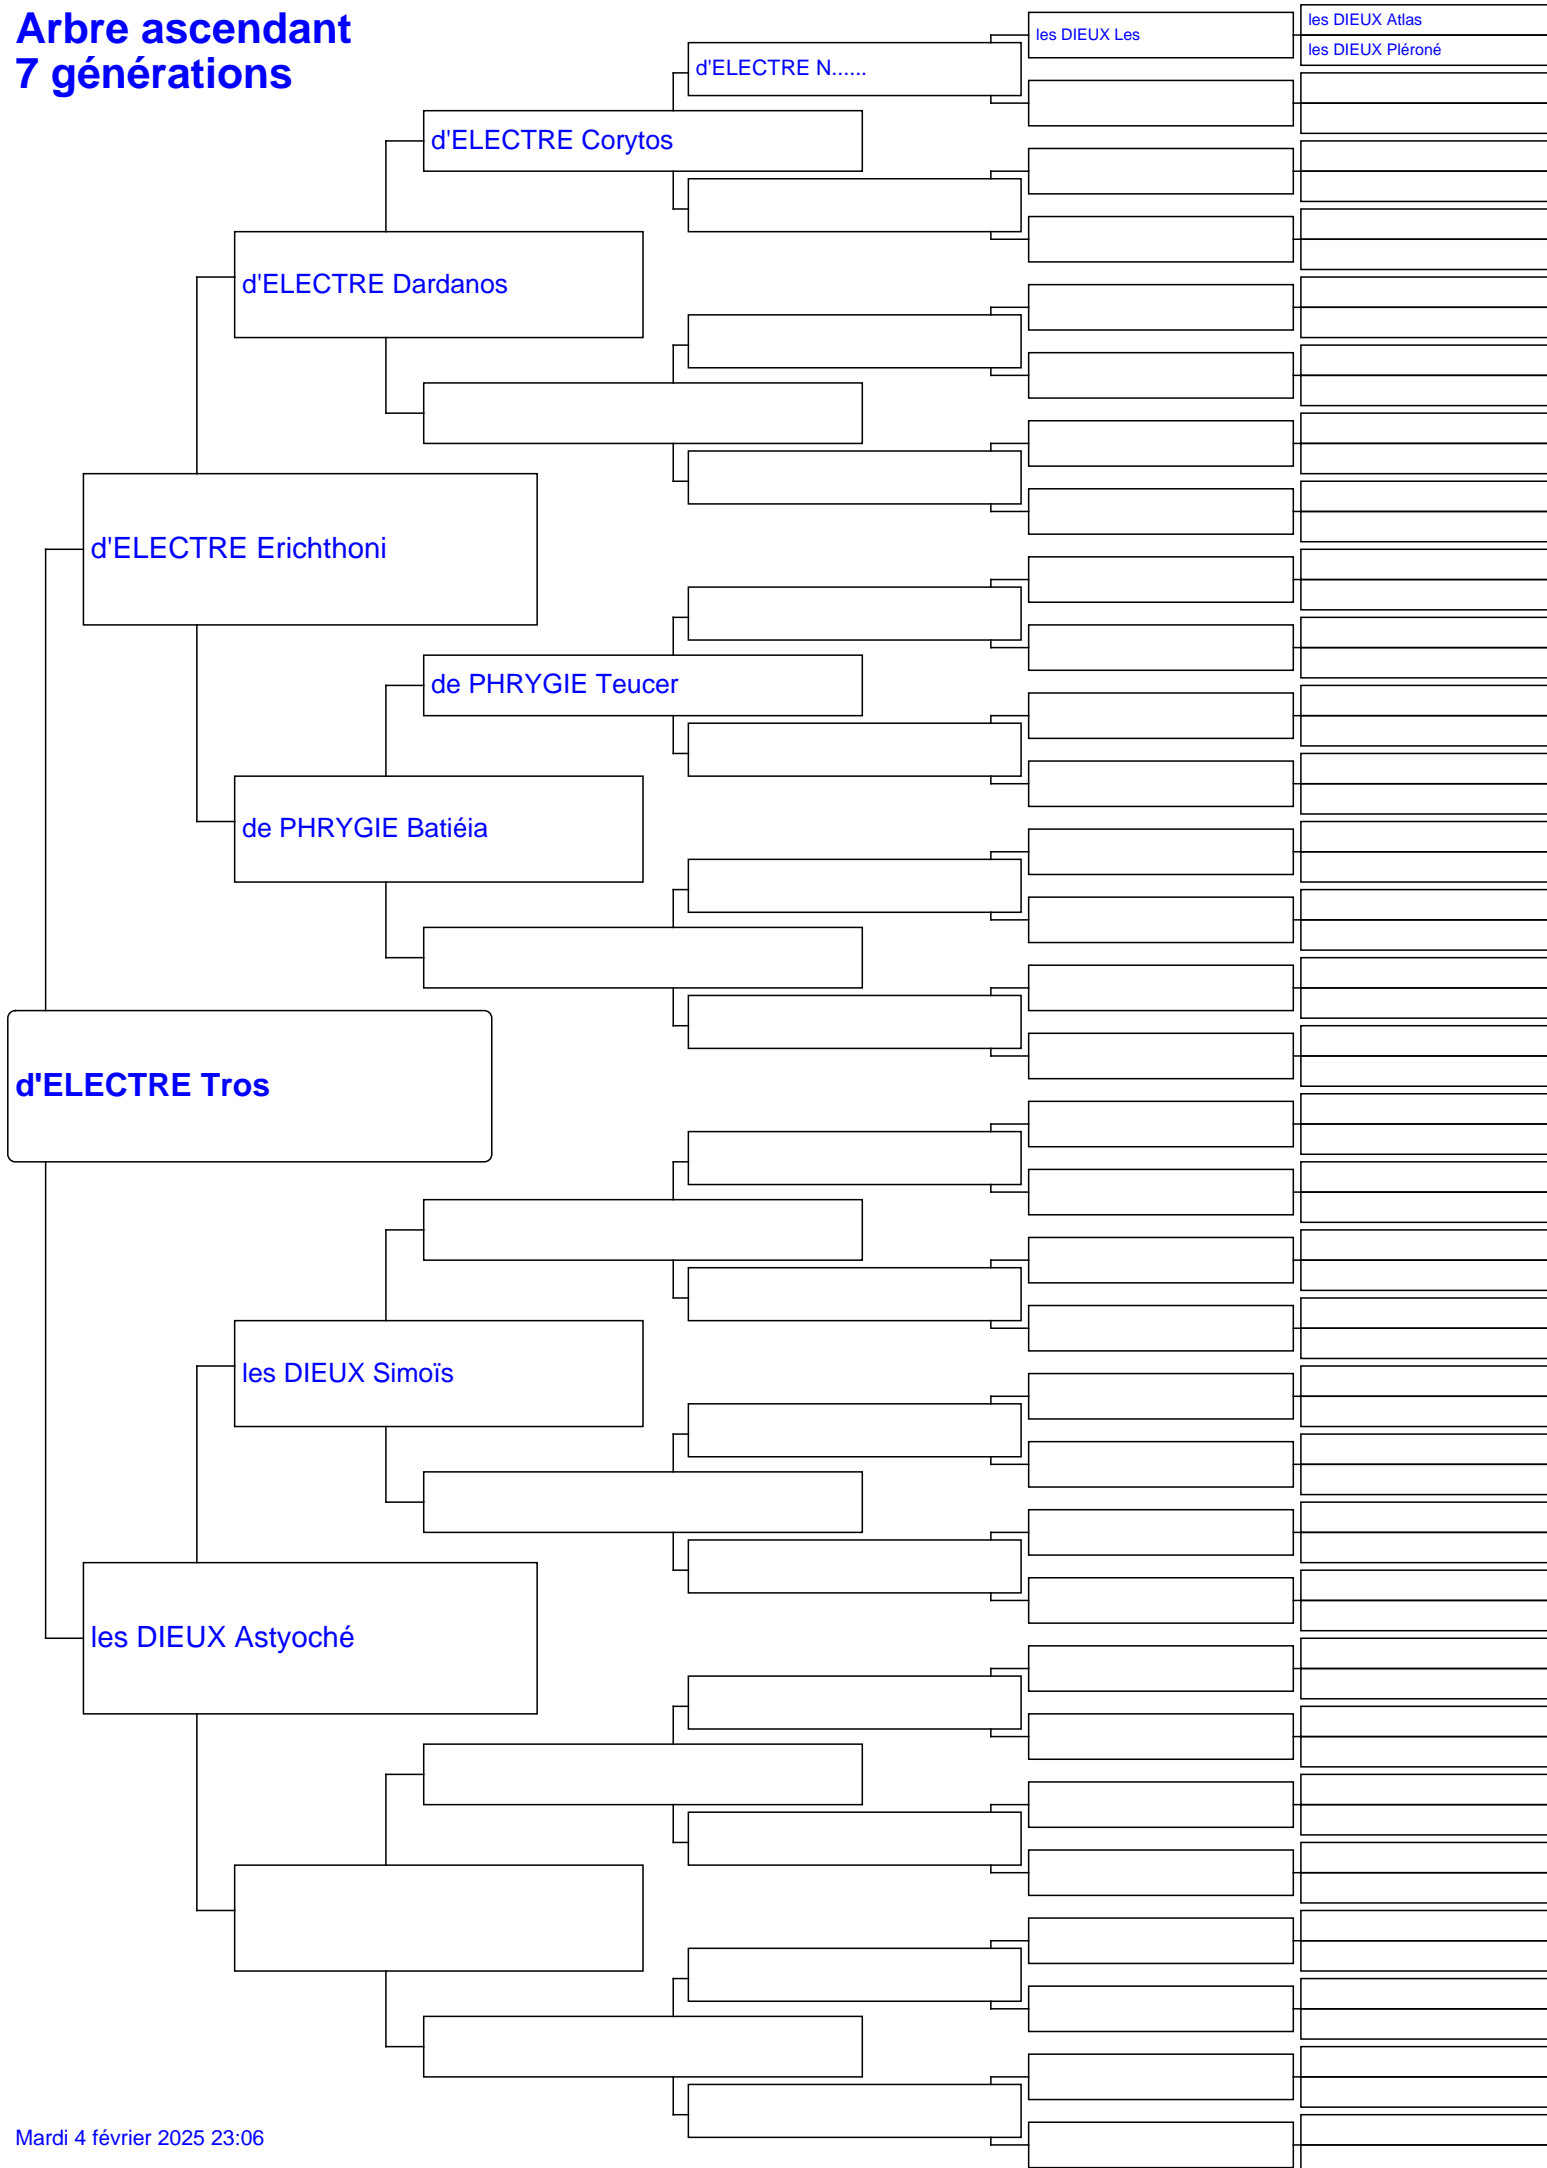 Arbre ascendant
7 générations
les DIEUX Atlas
les DIEUX Les
les DIEUX Pléroné
d'ELECTRE N......
d'ELECTRE Corytos
d'ELECTRE Dardanos
d'ELECTRE Erichthoni
de PHRYGIE Teucer
de PHRYGIE Batiéia
d'ELECTRE Tros
les DIEUX Simoïs
les DIEUX Astyoché
Mardi 4 février 2025 23:06